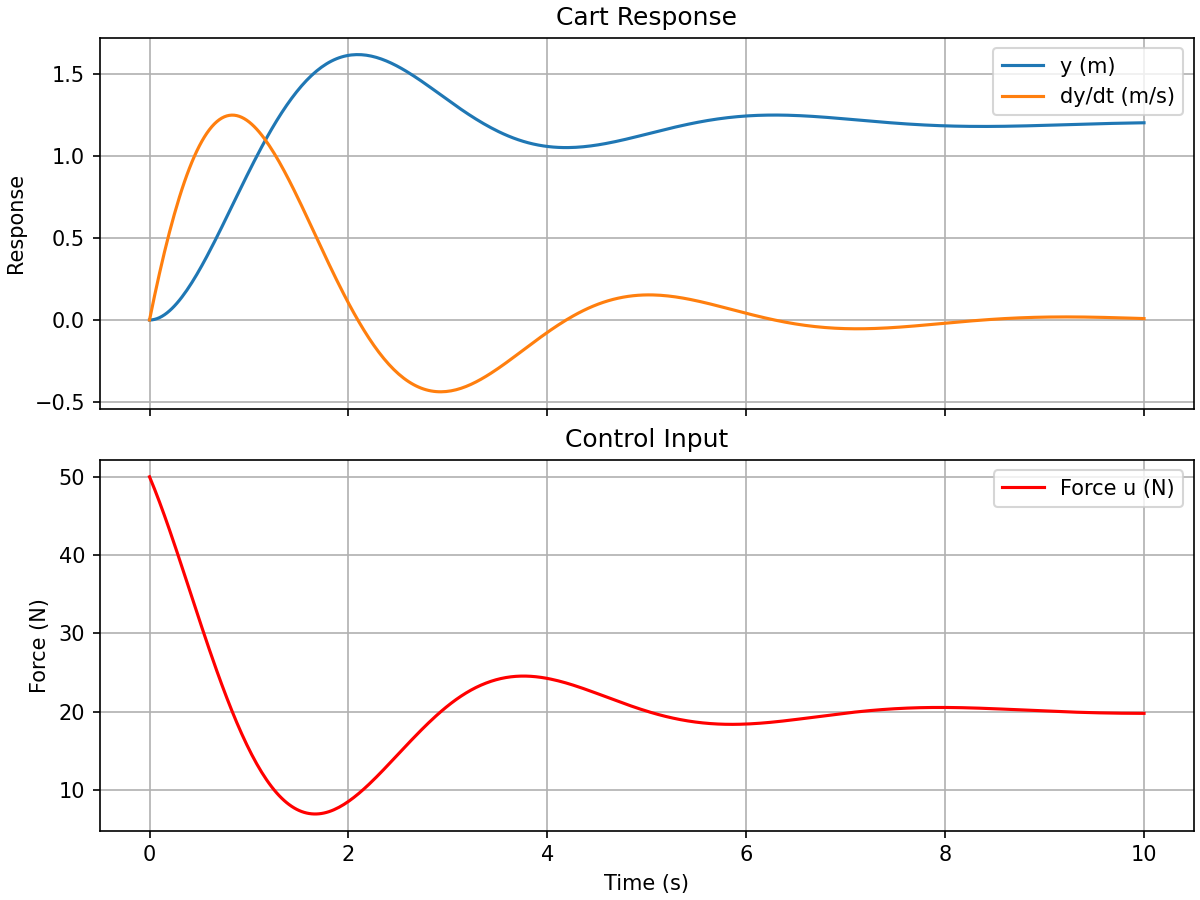 Cart Response
y (m)
dy/dt (m/s)
1.5
1.0
0.5
0.0
−0.5
Response
Control Input
Force u (N)
50
40
30
20
10
Force (N)
0 2 4 6 8 10
Time (s)